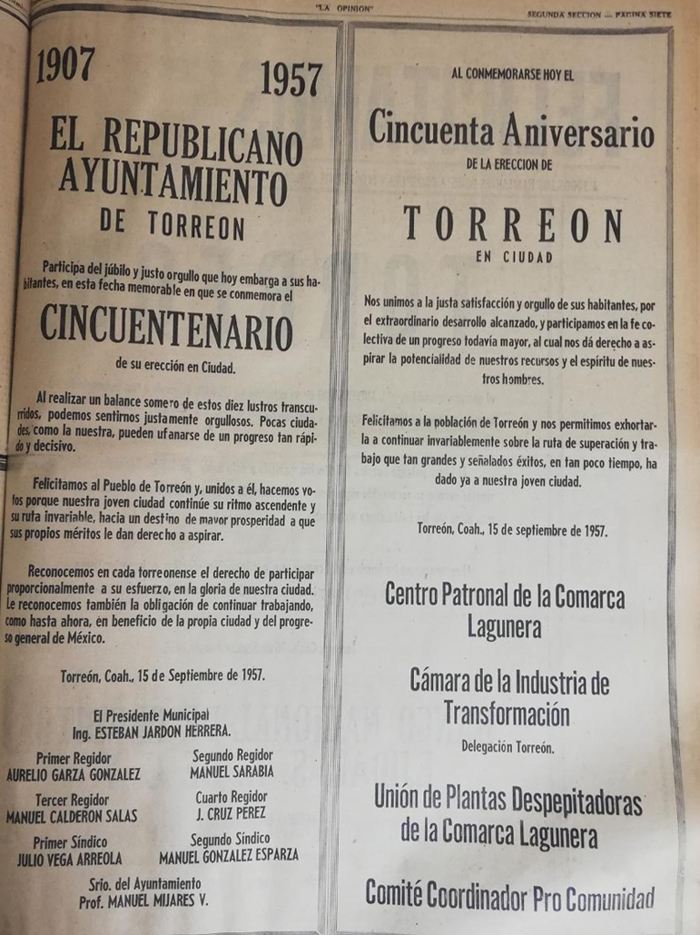 "LA OPINION"
SEGUNDA SECCION — PAGINA SIETE
1907 1957
EL REPUBLICANO
AYUNTAMIENTO
DE TORREON
Participa del júbilo y justo orgullo que hoy embarga a sus ha-
bitantes, en esta fecha memorable en que se conmemora el
CINCUENTENARIO
de su erección en Ciudad.
Al realizar un balance somero de estos diez lustros transcu-
rridos, podemos sentirnos justamente orgullosos. Pocas ciuda-
des, como la nuestra, pueden ufanarse de un progreso tan rápi-
do y decisivo.
Felicitamos al Pueblo de Torreón y, unidos a él, hacemos vo-
tos porque nuestra joven ciudad continúe su ritmo ascendente y
su ruta invariable, hacia un destino de mayor prosperidad a que
sus propios méritos le dan derecho a aspirar.
Reconocemos en cada torreonense el derecho de participar
proporcionalmente a su esfuerzo, en la gloria de nuestra ciudad.
Le reconocemos también la obligación de continuar trabajando,
como hasta ahora, en beneficio de la propia ciudad y del progre-
so general de México.
Torreón, Coah., 15 de Septiembre de 1957.
El Presidente Municipal
Ing. ESTEBAN JARDON HERRERA.
Primer Regidor Segundo Regidor
AURELIO GARZA GONZALEZ MANUEL SARABIA
Tercer Regidor Cuarto Regidor
MANUEL CALDERON SALAS J. CRUZ PEREZ
Primer Síndico Segundo Síndico
JULIO VEGA ARREOLA MANUEL GONZALEZ ESPARZA
Srio. del Ayuntamiento
Prof. MANUEL MIJARES V.
AL CONMEMORARSE HOY EL
Cincuenta Aniversario
DE LA ERECCION DE
TORREON
EN CIUDAD
Nos unimos a la justa satisfacción y orgullo de sus habitantes, por
el extraordinario desarrollo alcanzado, y participamos en la fe co-
lectiva de un progreso todavía mayor, al cual nos dá derecho a as-
pirar la potencialidad de nuestros recursos y el espíritu de nues-
tros hombres.
Felicitamos a la población de Torreón y nos permitimos exhortar-
la a continuar invariablemente sobre la ruta de superación y tra-
bajo que tan grandes y señalados éxitos, en tan poco tiempo, ha
dado ya a nuestra joven ciudad.
Torreón, Coah., 15 de septiembre de 1957.
Centro Patronal de la Comarca
Lagunera
Cámara de la Industria de
Transformación
Delegación Torreón.
Unión de Plantas Despepitadoras
de la Comarca Lagunera
Comité Coordinador Pro Comunidad